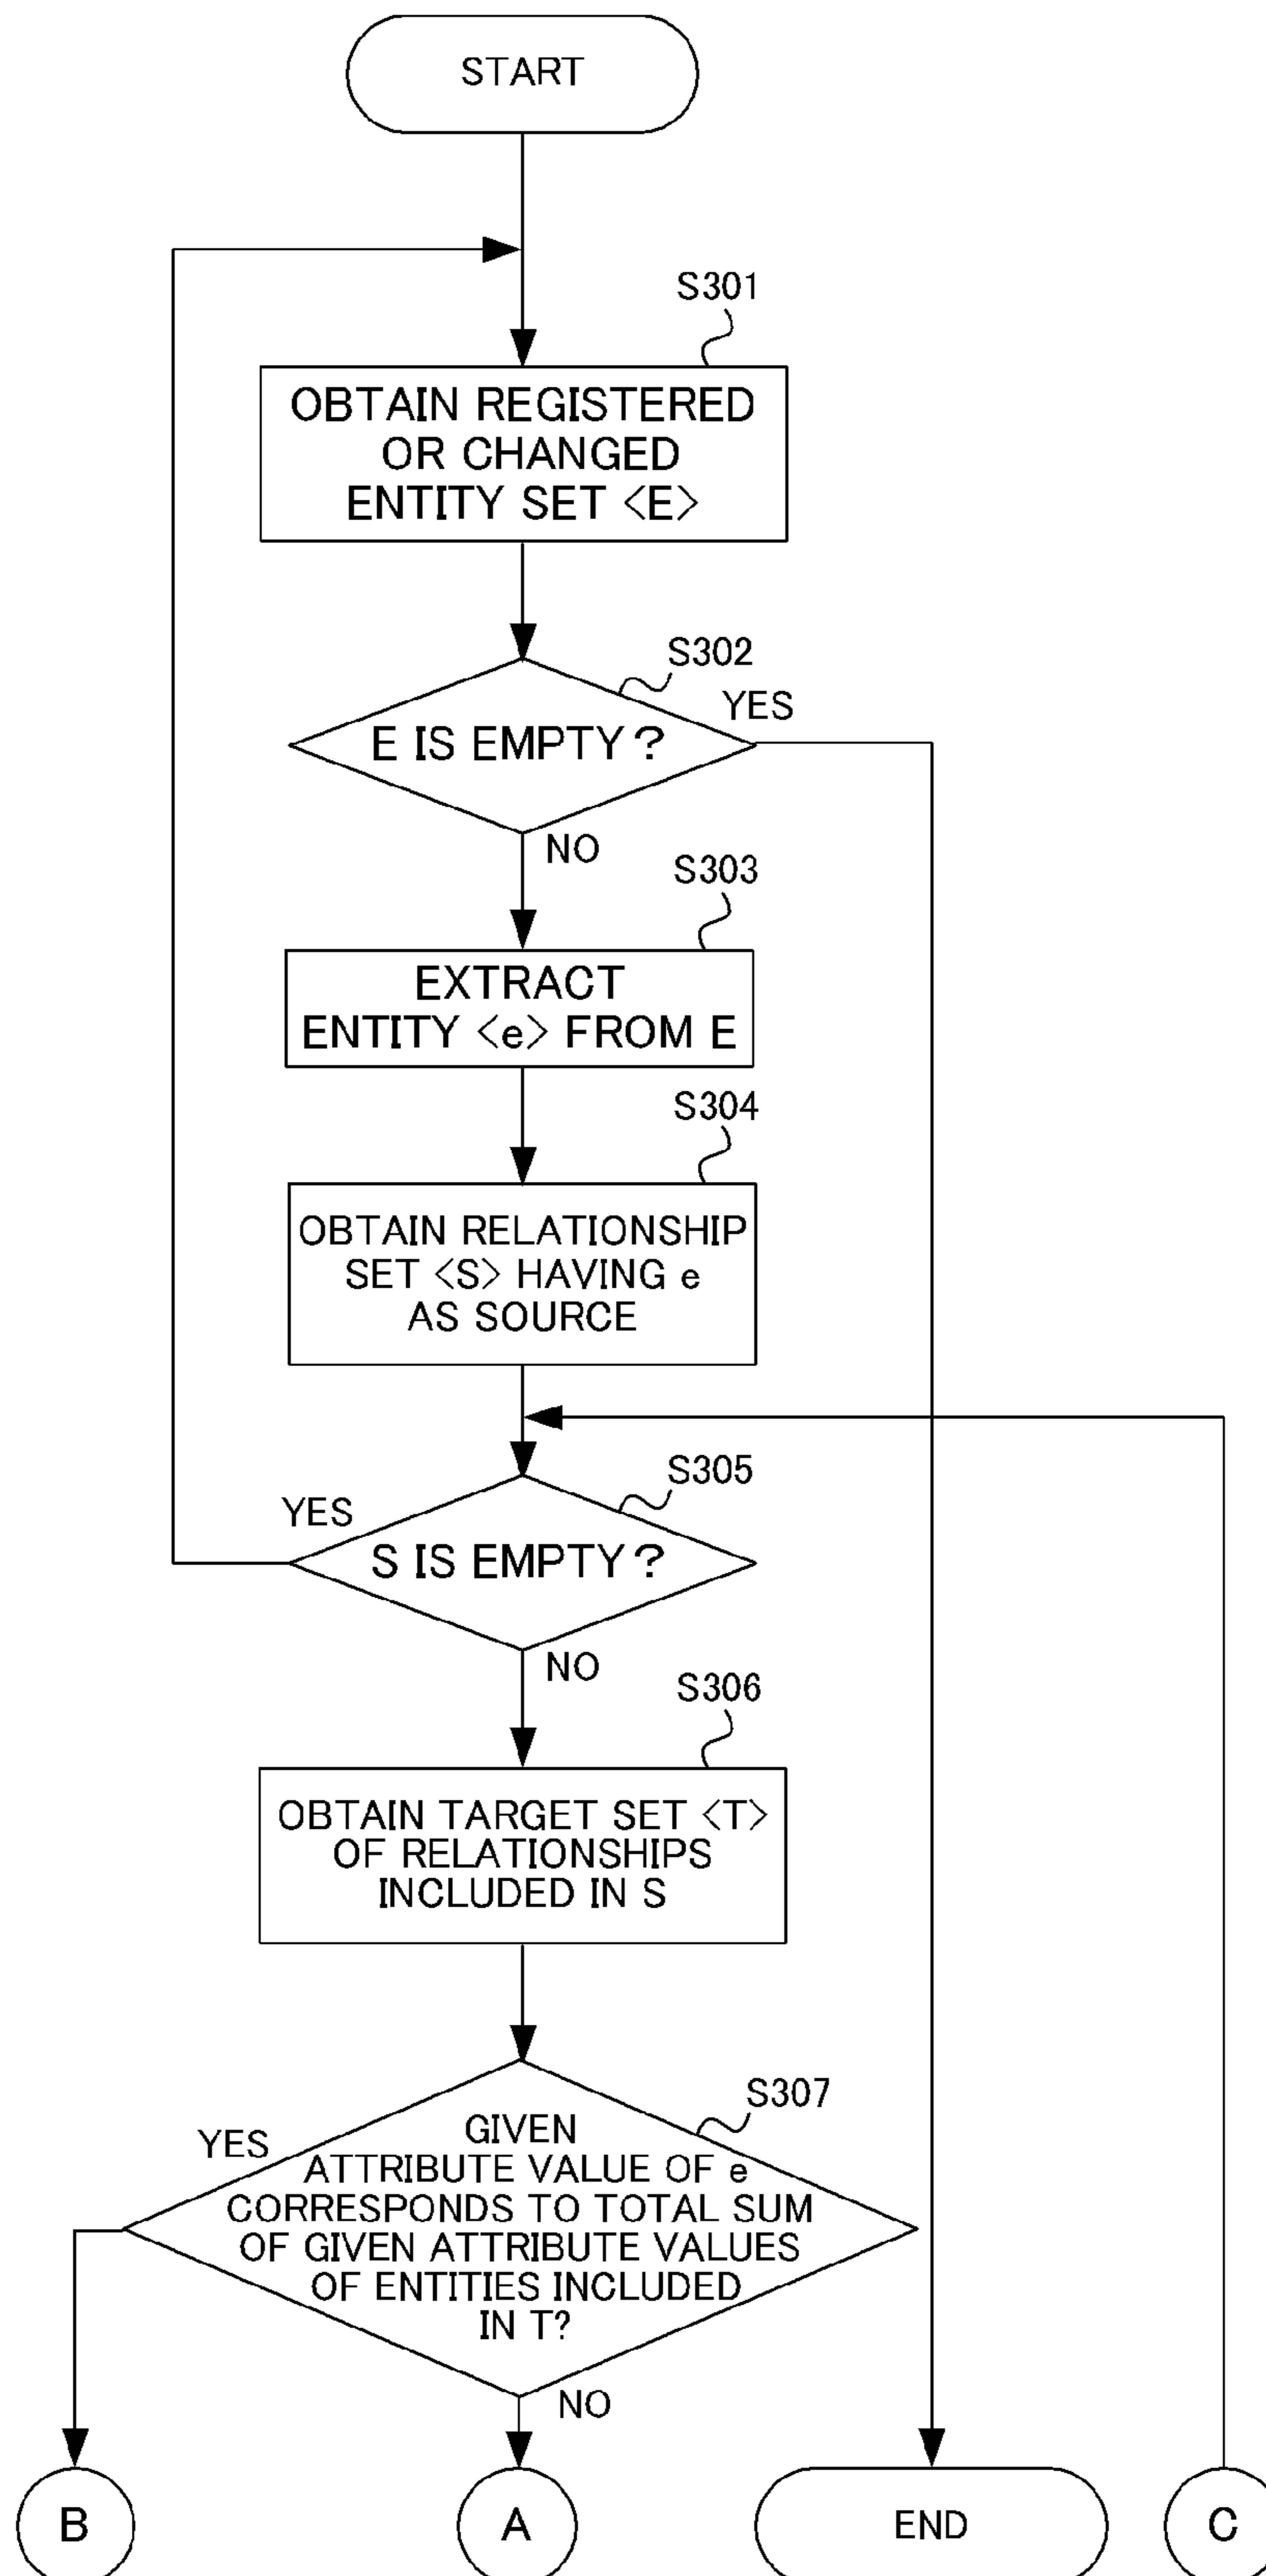 START
S301
OBTAIN REGISTERED
OR CHANGED
ENTITY SET <E>
S302
YES
E IS EMPTY?
NO
S303
EXTRACT
ENTITY <e> FROM E
S304
OBTAIN RELATIONSHIP
SET <S> HAVING e
AS SOURCE
S305
YES
S IS EMPTY?
NO
S306
OBTAIN TARGET SET <T>
OF RELATIONSHIPS
INCLUDED IN S
S307
YES
GIVEN
ATTRIBUTE VALUE OF e
CORRESPONDS TO TOTAL SUM
OF GIVEN ATTRIBUTE VALUES
OF ENTITIES INCLUDED
IN T?
NO
B
A
END
C